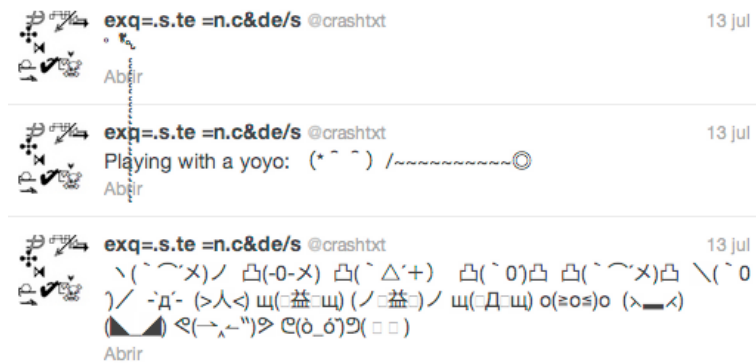 exq=.s.te =n.c&de/s @crashtxt 13 jul
Abrir
exq=.s.te =n.c&de/s @crashtxt 13 jul
Playing with a yoyo: (*＾＾) /~~~~~~~~~~◎
Abrir
exq=.s.te =n.c&de/s @crashtxt 13 jul
ヽ(｀⌒´メ)ノ 凸(-0-メ) 凸(｀△´＋) 凸(｀0´)凸 凸(｀⌒´メ)凸 ＼(｀0
´)／ -`д´- (>人<) щ(□益□щ) (ノ□益□)ノ щ(□Д□щ) o(≧o≦)o (⋋▂⋌)
(◣_◢) ᕙ(⇀‸↼‶)ᕗ ᕦ(ò_óˇ)ᕤ( □ □ )
Abrir